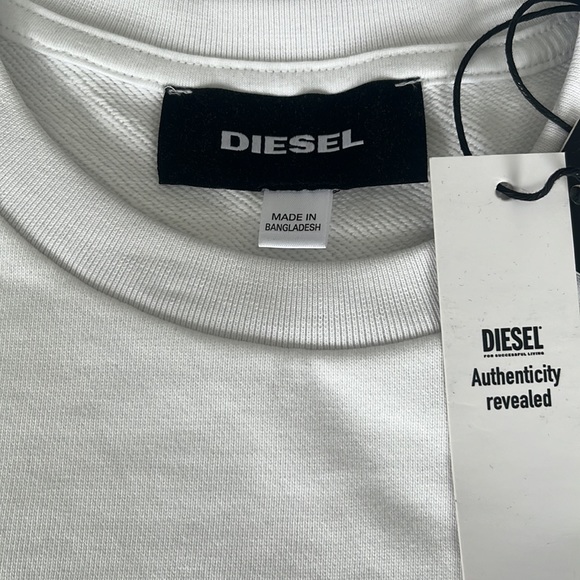 DIESEL
MADE IN
BANGLADESH
DIESEL
FOR SUCCESSFUL LIVING
Authenticity
revealed